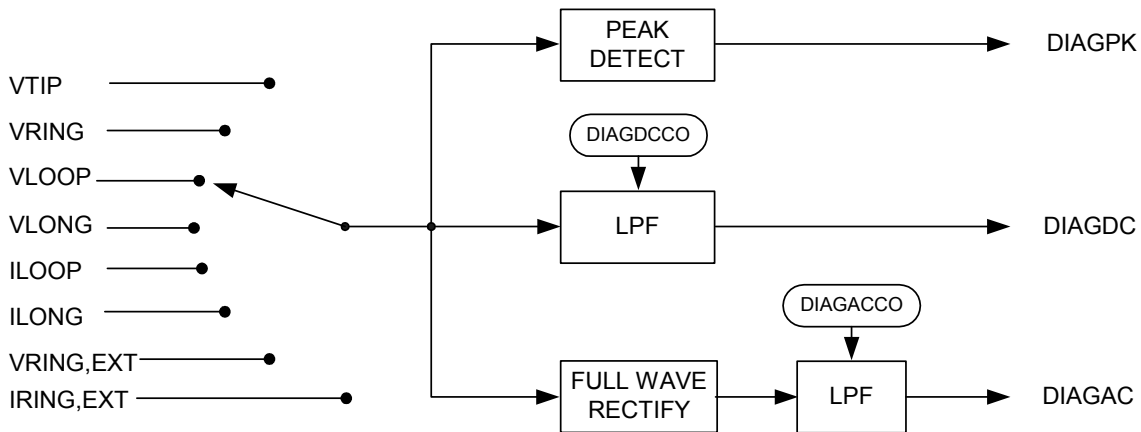 PEAK
DETECT
DIAGPK
VTIP
VRING
DIAGDCCO
VLOOP
VLONG
LPF
DIAGDC
ILOOP
ILONG
DIAGACCO
VRING,EXT
IRING,EXT
FULL WAVE
RECTIFY
LPF
DIAGAC